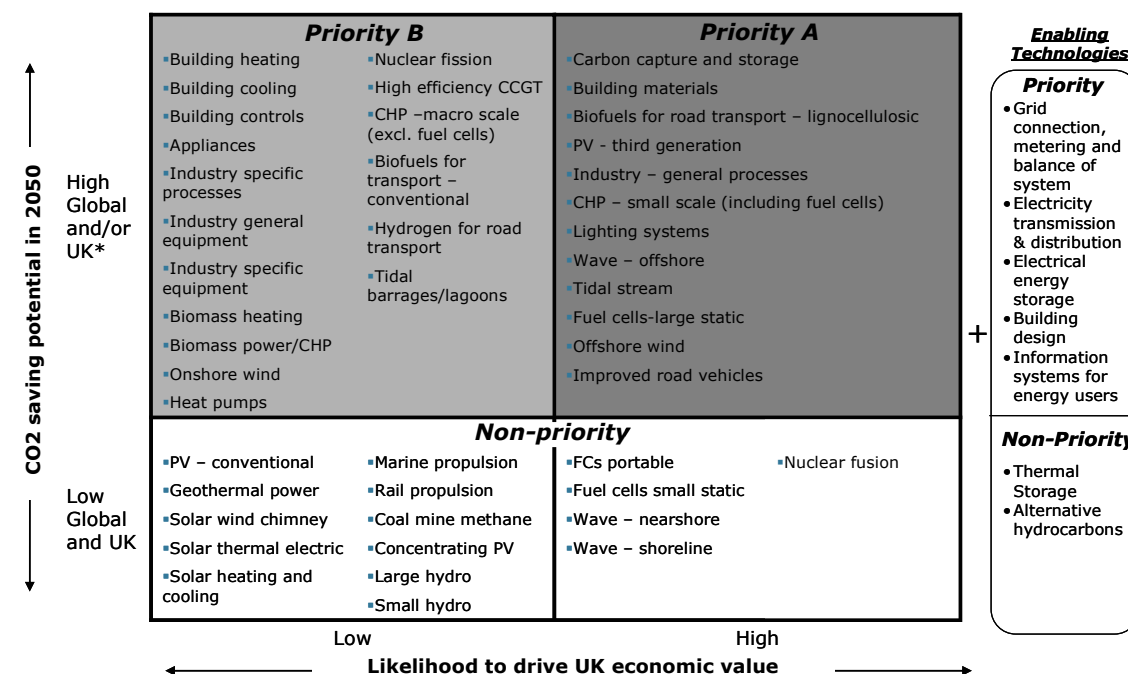 Priority B
▪Building heating
▪Building cooling
▪Building controls
▪Appliances
▪Industry specific
processes
▪Industry general
equipment
▪Industry specific
equipment
▪Biomass heating
▪Biomass power/CHP
▪Onshore wind
▪Heat pumps
▪Nuclear fission
▪High efficiency CCGT
▪CHP –macro scale
(excl. fuel cells)
▪Biofuels for
transport –
conventional
▪Hydrogen for road
transport
▪Tidal
barrages/lagoons
Priority A
▪Carbon capture and storage
▪Building materials
▪Biofuels for road transport – lignocellulosic
▪PV - third generation
▪Industry – general processes
▪CHP – small scale (including fuel cells)
▪Lighting systems
▪Wave – offshore
▪Tidal stream
▪Fuel cells-large static
▪Offshore wind
▪Improved road vehicles
CO2 saving potential in 2050
High
Global
and/or
UK*
Low
Global
and UK
Non-priority
▪PV – conventional
▪Geothermal power
▪Solar wind chimney
▪Solar thermal electric
▪Solar heating and
cooling
▪Marine propulsion
▪Rail propulsion
▪Coal mine methane
▪Concentrating PV
▪Large hydro
▪Small hydro
▪FCs portable
▪Fuel cells small static
▪Wave – nearshore
▪Wave – shoreline
▪Nuclear fusion
Low
High
Likelihood to drive UK economic value
+
Enabling
Technologies
Priority
• Grid
connection,
metering and
balance of
system
• Electricity
transmission
& distribution
• Electrical
energy
storage
• Building
design
• Information
systems for
energy users
Non-Priority
• Thermal
Storage
• Alternative
hydrocarbons